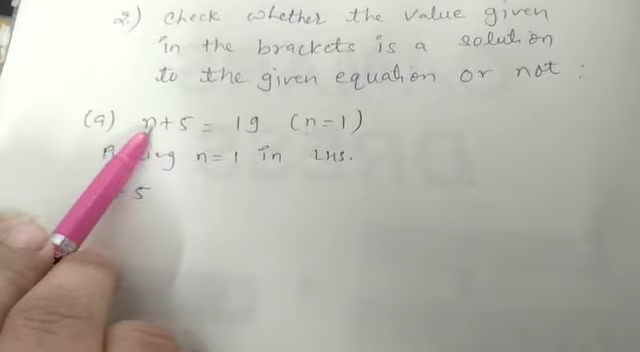 2.) Check whether the value given
in the brackets is a solution
to the given equation or not :
(a) n+5 = 19 (n=1)
n=1 in LHS.
5